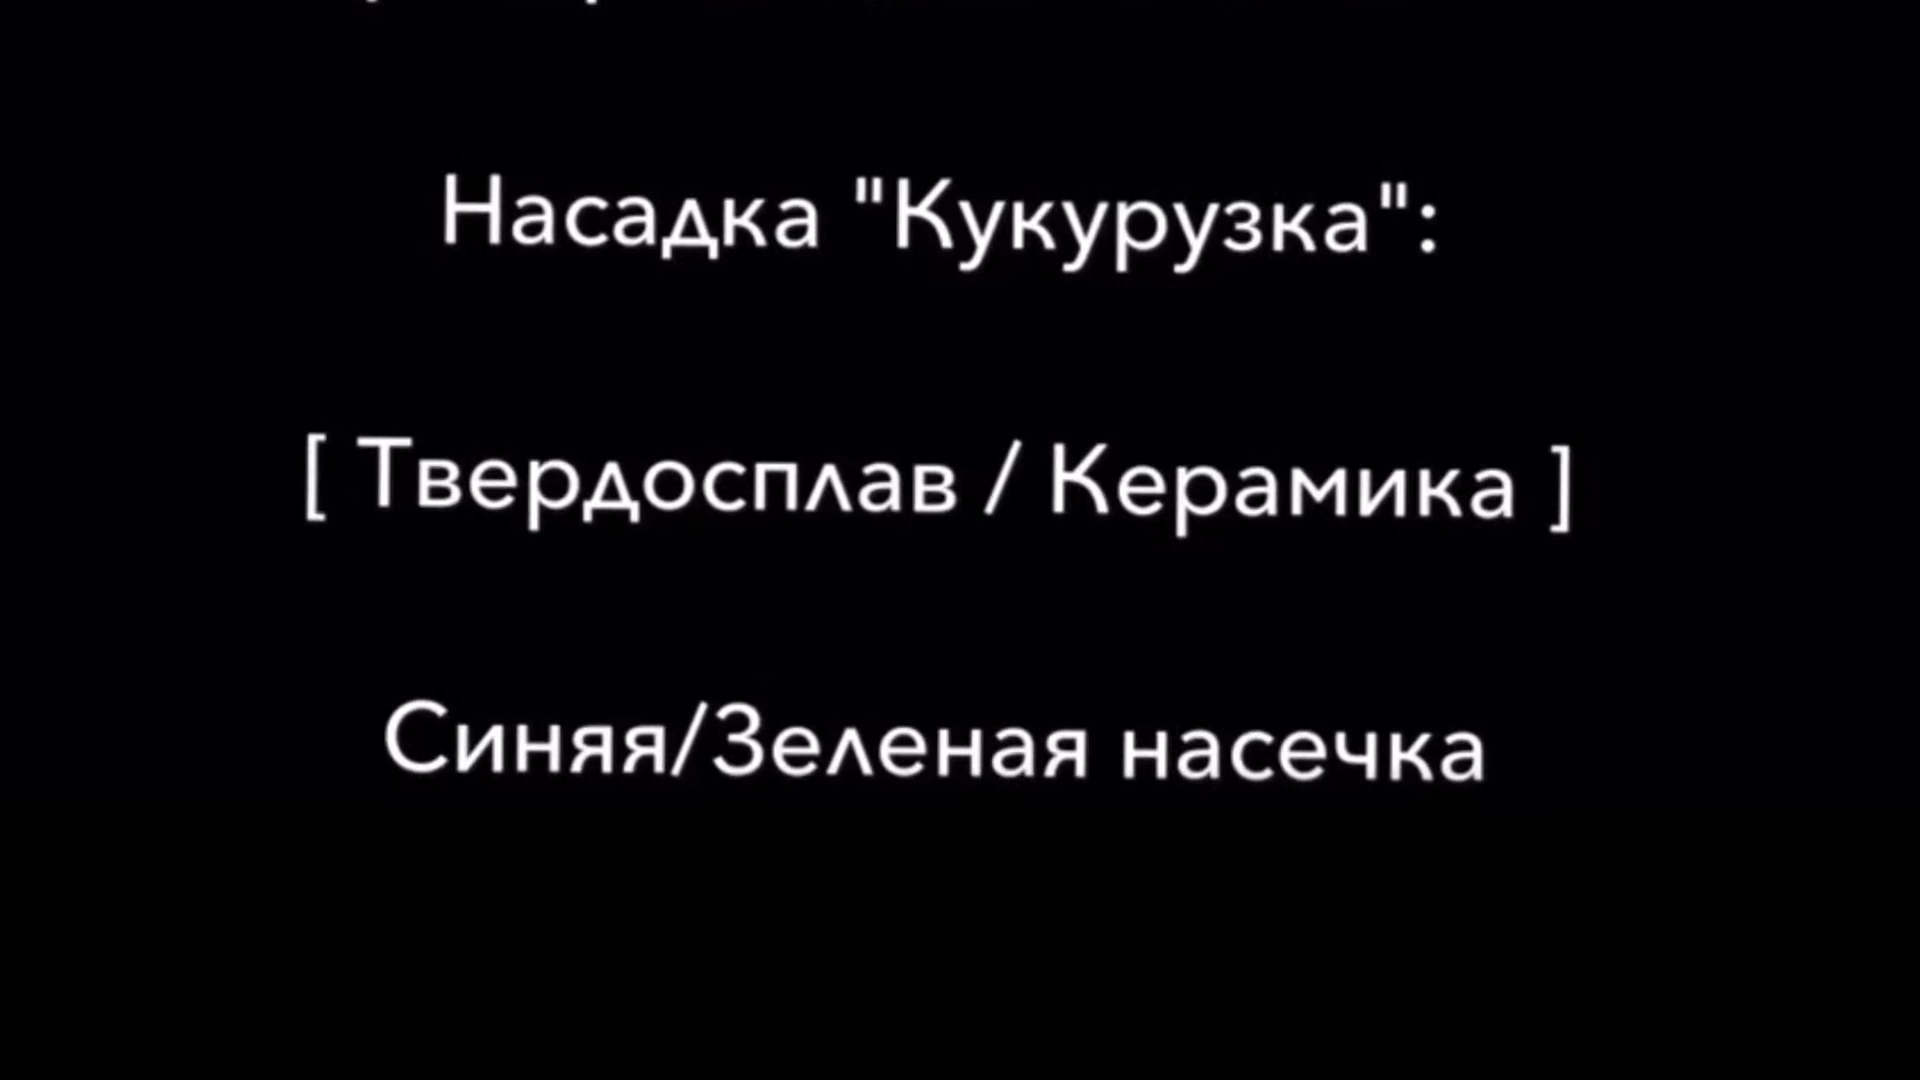 Насадка "Кукурузка":
[ Твердосплав / Керамика ]
Синяя/Зеленая насечка